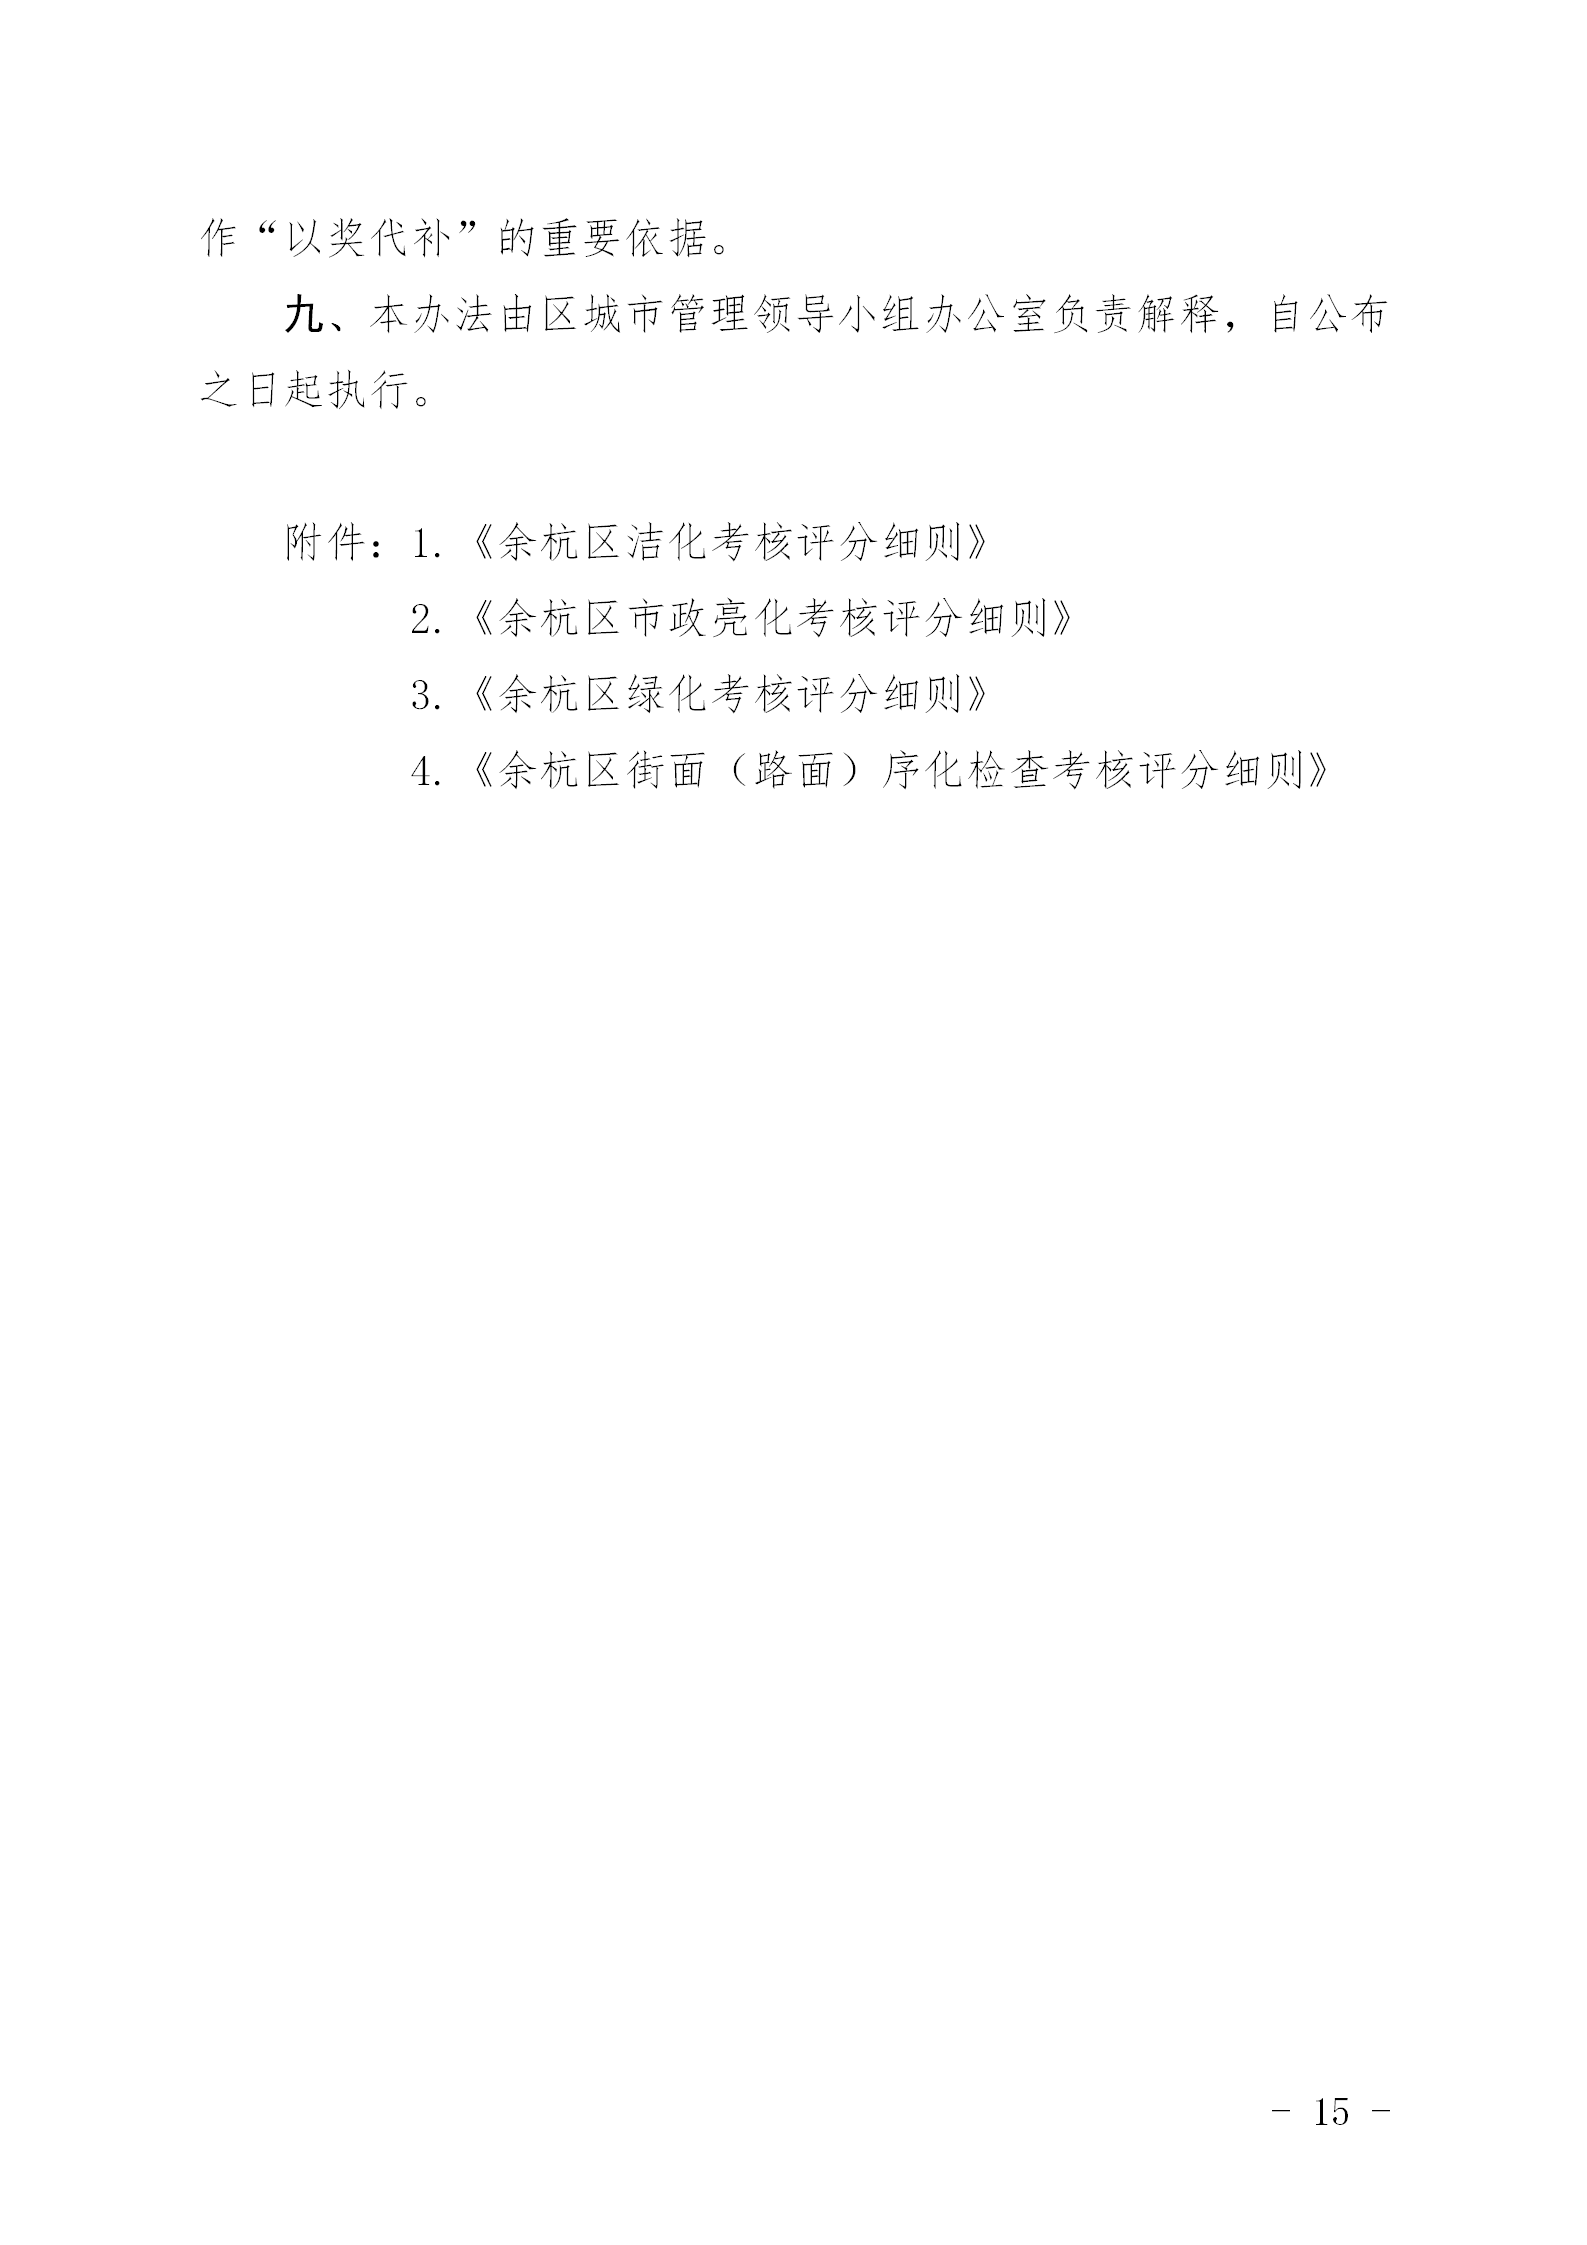 作“以奖代补”的重要依据。
九、本办法由区城市管理领导小组办公室负责解释，自公布
之日起执行。
附件：1.《余杭区洁化考核评分细则》
2.《余杭区市政亮化考核评分细则》
3.《余杭区绿化考核评分细则》
4.《余杭区街面（路面）序化检查考核评分细则》
- 15 -